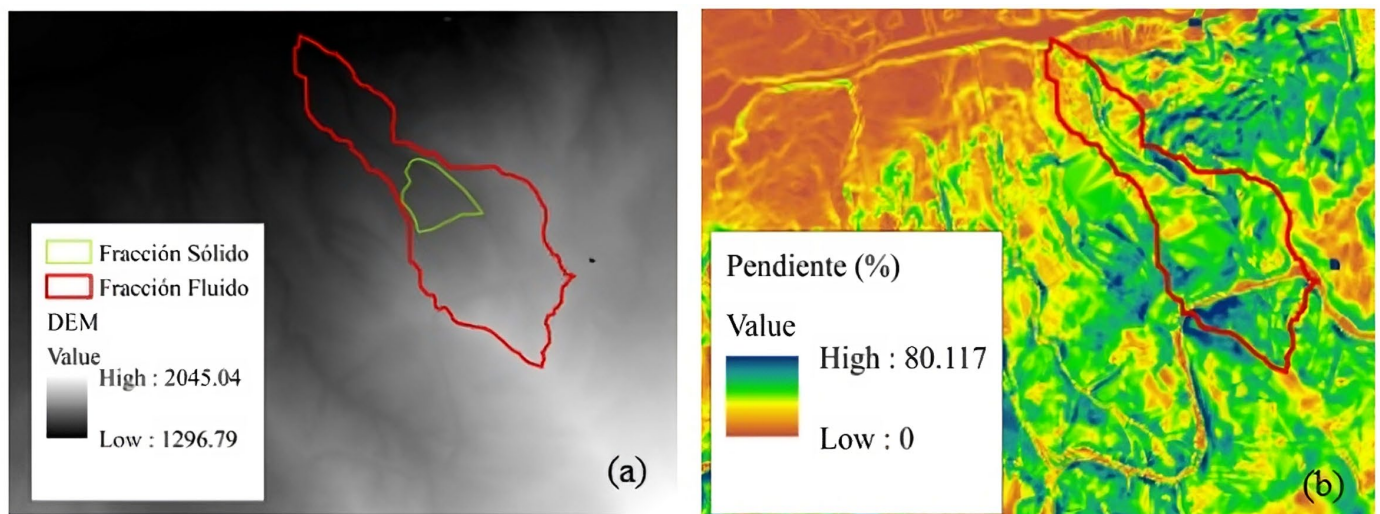 Fracción Sólido
Fracción Fluido
DEM
Value
High : 2045.04
Low : 1296.79
(a)
Pendiente (%)
Value
High : 80.117
Low : 0
(b)